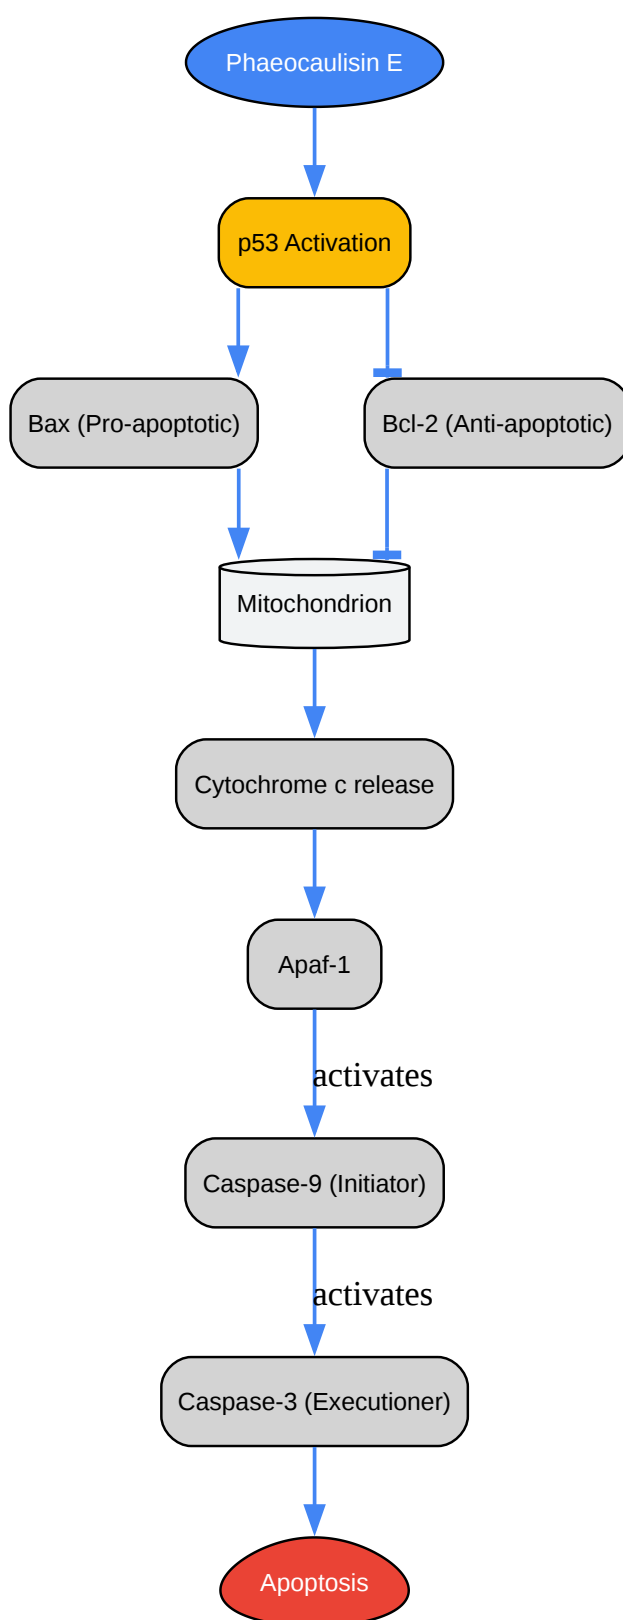 Phaeocaulisin E
p53 Activation
Bax (Pro-apoptotic)
Bcl-2 (Anti-apoptotic)
Mitochondrion
Cytochrome c release
Apaf-1
activates
Caspase-9 (Initiator)
activates
Caspase-3 (Executioner)
Apoptosis